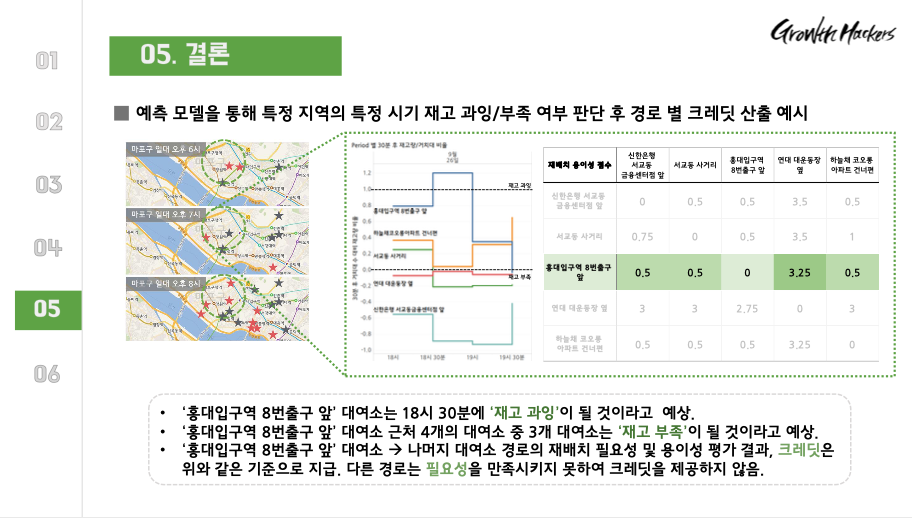 Growth Hackers
01
02
03
04
05
06
05. 결론
예측 모델을 통해 특정 지역의 특정 시기 재고 과잉/부족 여부 판단 후 경로 별 크레딧 산출 예시
마포구 일대 오후 6시
마포구 일대 오후 7시
마포구 일대 오후 8시
Period 별 30분 후 재고량/거치대 비율
9월
26일
30분 후 거치대 수 대비 재고량 비율
1.2
1.0
0.8
0.6
0.4
0.2
0.0
-0.2
-0.4
-0.6
-0.8
-1.0
재고 과잉
홍대입구역 8번출구 앞
하늘채코오롱아파트 건너편
서교동 사거리
재고 부족
연대 대운동장 옆
신한은행 서교동금융센터점 앞
18시 18시 30분 19시 19시 30분
재배치 용이성 점수 신한은행 서교동 금융센터점 앞 서교동 사거리 홍대입구역 8번출구 앞 연대 대운동장 옆 하늘채 코오롱 아파트 건너편
신한은행 서교동 금융센터점 앞 0 0.5 0.5 3.5 0.5
서교동 사거리 0.75 0 0.5 3.5 1
홍대입구역 8번출구 앞 0.5 0.5 0 3.25 0.5
연대 대운동장 옆 3 3 2.75 0 3
하늘채 코오롱 아파트 건너편 0.5 0.5 0.5 3.25 0
• ‘홍대입구역 8번출구 앞’ 대여소는 18시 30분에 ‘재고 과잉’이 될 것이라고 예상.
• ‘홍대입구역 8번출구 앞’ 대여소 근처 4개의 대여소 중 3개 대여소는 ‘재고 부족’이 될 것이라고 예상.
• ‘홍대입구역 8번출구 앞’ 대여소 → 나머지 대여소 경로의 재배치 필요성 및 용이성 평가 결과, 크레딧은
위와 같은 기준으로 지급. 다른 경로는 필요성을 만족시키지 못하여 크레딧을 제공하지 않음.